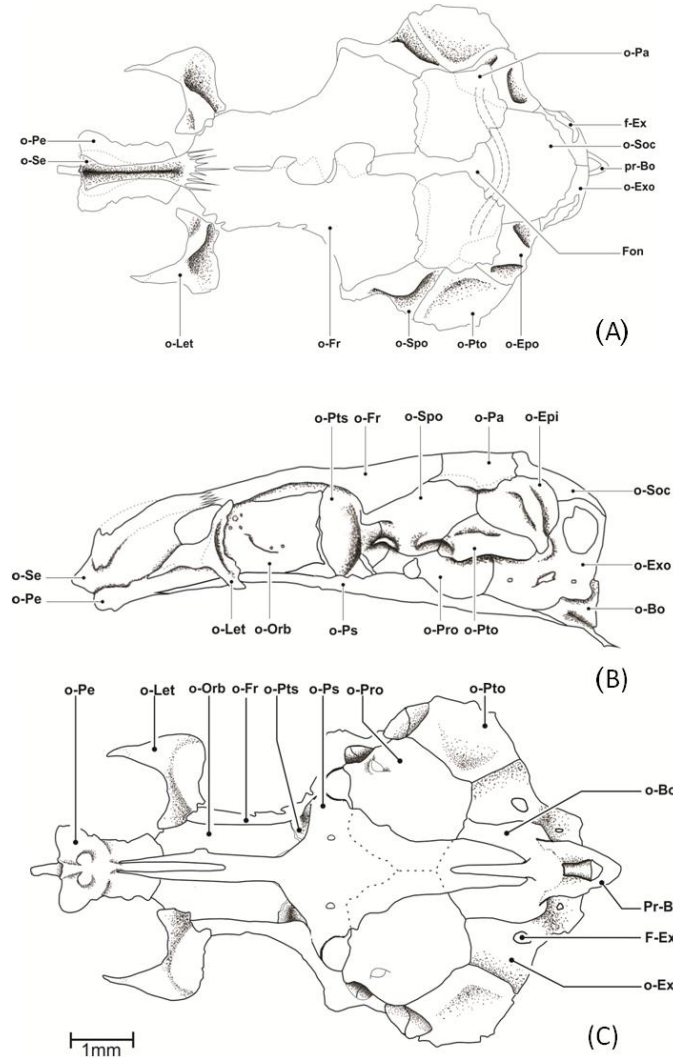 o-Pa
f-Ex
o-Pe
o-Soc
o-Se
pr-Bo
o-Exo
Fon
o-Let
o-Fr
o-Spo
o-Pto
o-Epo
(A)
o-Pts
o-Fr
o-Spo
o-Pa
o-Epi
o-Soc
o-Exo
o-Se
o-Pe
o-Bo
o-Let
o-Orb
o-Ps
o-Pro
o-Pto
(B)
o-Pe
o-Let
o-Orb
o-Fr
o-Pts
o-Ps
o-Pro
o-Pto
o-Bo
Pr-B
F-Ex
o-Ex
1mm
(C)